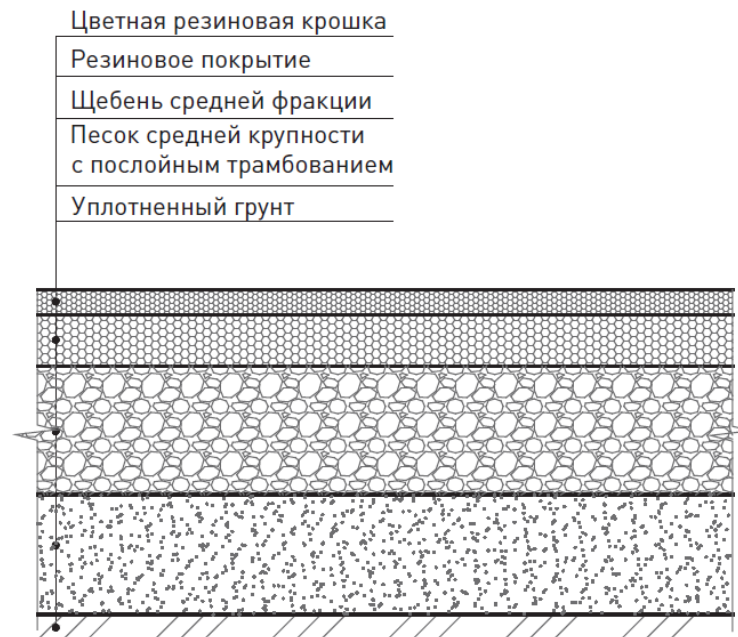 Цветная резиновая крошка
Резиновое покрытие
Щебень средней фракции
Песок средней крупности
с послойным трамбованием
Уплотненный грунт